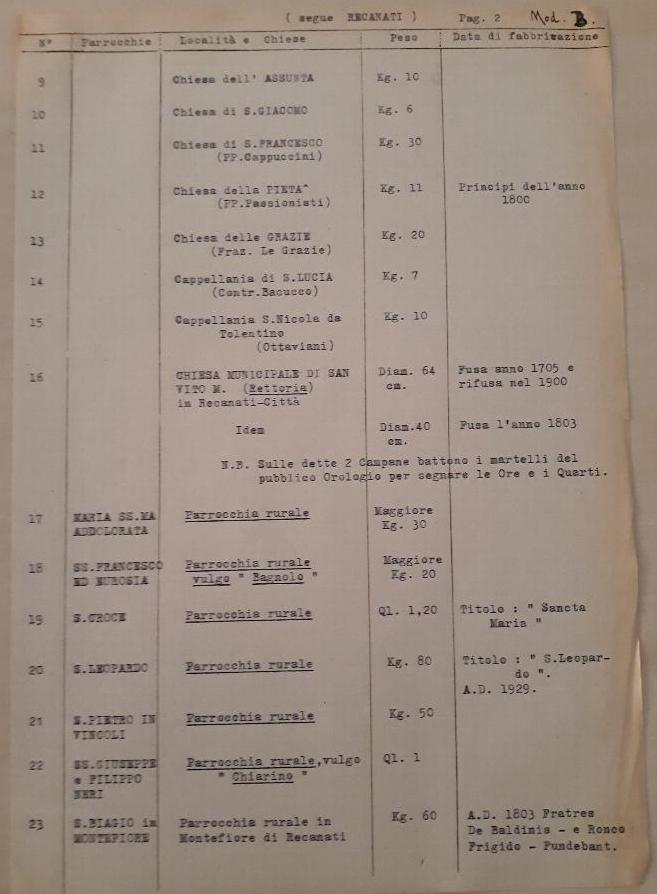 ( segue RECANATI ) Pag. 2 Mod. B.
N° Parrocchie Località e Chiese Peso Data di fabbricazione
9 Chiesa dell' ASSUNTA Kg. 10
10 Chiesa di S.GIACOMO Kg. 6
11 Chiesa di S.FRANCESCO Kg. 30
(PP.Cappuccini)
12 Chiesa della PIETA^ Kg. 11 Principi dell'anno
(PP.Passionisti) 1800
13 Chiesa delle GRAZIE Kg. 20
(Fraz. Le Grazie)
14 Cappellania di S.LUCIA Kg. 7
(Contr.Bacucco)
15 Cappellania S.Nicola da Kg. 10
Tolentino
(Ottaviani)
16 CHIESA MUNICIPALE DI SAN Diam. 64 Fusa anno 1705 e
VITO M. (Rettoria) cm. rifusa nel 1900
in Recanati-Città
Idem Diam.40 Fusa l'anno 1803
cm.
N.B. Sulle dette 2 Campane battono i martelli del
pubblico Orologio per segnare le Ore e i Quarti.
17 MARIA SS.MA Parrocchia rurale Maggiore
ADDOLORATA Kg. 30
18 SS.FRANCESCO Parrocchia rurale Maggiore
ED EUROSIA vulgo " Bagnolo " Kg. 20
19 S.CROCE Parrocchia rurale Ql. 1,20 Titolo : " Sancta
Maria "
20 S.LEOPARDO Parrocchia rurale Kg. 80 Titolo : " S.Leopar-
do ".
A.D. 1929.
21 S.PIETRO IN Parrocchia rurale Kg. 50
VINCOLI
22 SS.GIUSEPPE Parrocchia rurale,vulgo Ql. 1
e FILIPPO " Chiarino "
NERI
23 S.BIAGIO in Parrocchia rurale in Kg. 60 A.D. 1803 Fratres
MONTEFIORE Montefiore di Recanati De Baldinis - e Ronco
Frigido - Fundebant.